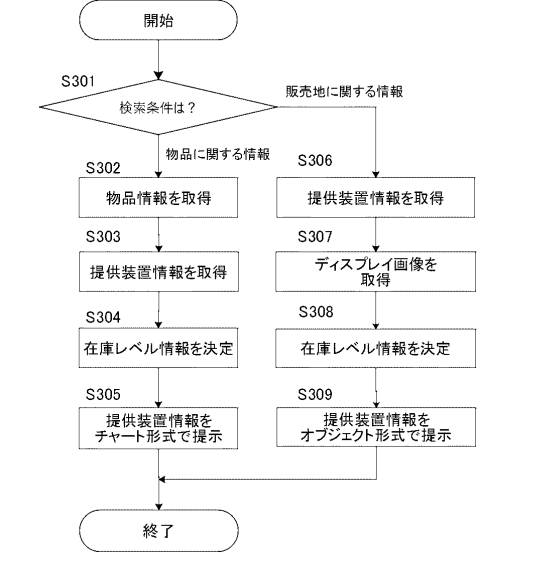 開始
S301
検索条件は？
販売地に関する情報
物品に関する情報
S302
物品情報を取得
S303
提供装置情報を取得
S304
在庫レベル情報を決定
S305
提供装置情報を
チャート形式で提示
S306
提供装置情報を取得
S307
ディスプレイ画像を
取得
S308
在庫レベル情報を決定
S309
提供装置情報を
オブジェクト形式で提示
終了